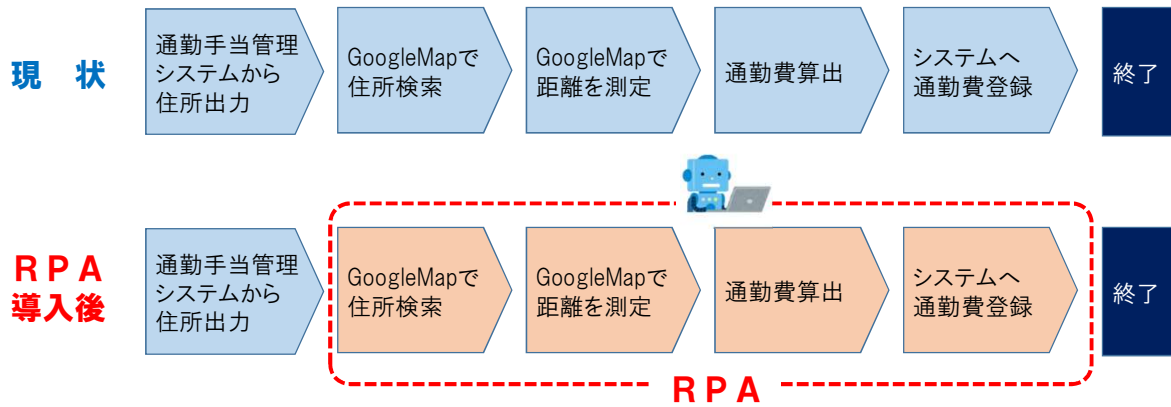 現 状
通勤手当管理
システムから
住所出力
GoogleMapで
住所検索
GoogleMapで
距離を測定
通勤費算出
システムへ
通勤費登録
終了
RPA
導入後
通勤手当管理
システムから
住所出力
GoogleMapで
住所検索
GoogleMapで
距離を測定
通勤費算出
システムへ
通勤費登録
終了
RPA